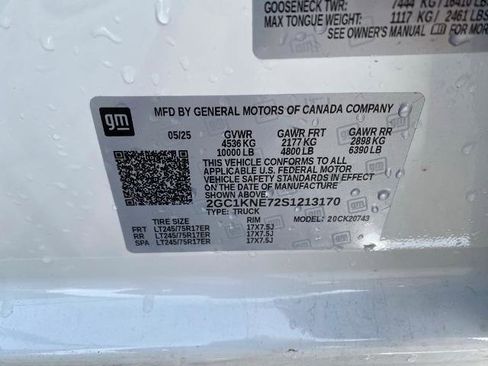 GOOSENECK TWR: 7444 KG / 16410 LBS
MAX TONGUE WEIGHT: 1117 KG / 2461 LBS
SEE OWNER'S MANUAL FOR
gm
MFD BY GENERAL MOTORS OF CANADA COMPANY
05/25 GVWR GAWR FRT GAWR RR
4536 KG 2177 KG 2898 KG
10000 LB 4800 LB 6390 LB
THIS VEHICLE CONFORMS TO ALL
APPLICABLE U.S. FEDERAL MOTOR
VEHICLE SAFETY STANDARDS IN
EFFECT ON THE DATE OF MANUFACTURE
SHOWN ABOVE.
2GC1KNE72S1213170
TYPE: TRUCK MODEL: 20CK20743
TIRE SIZE RIM
FRT LT245/75R17ER 17X7.5J
RR LT245/75R17ER 17X7.5J
SPA LT245/75R17ER 17X7.5J